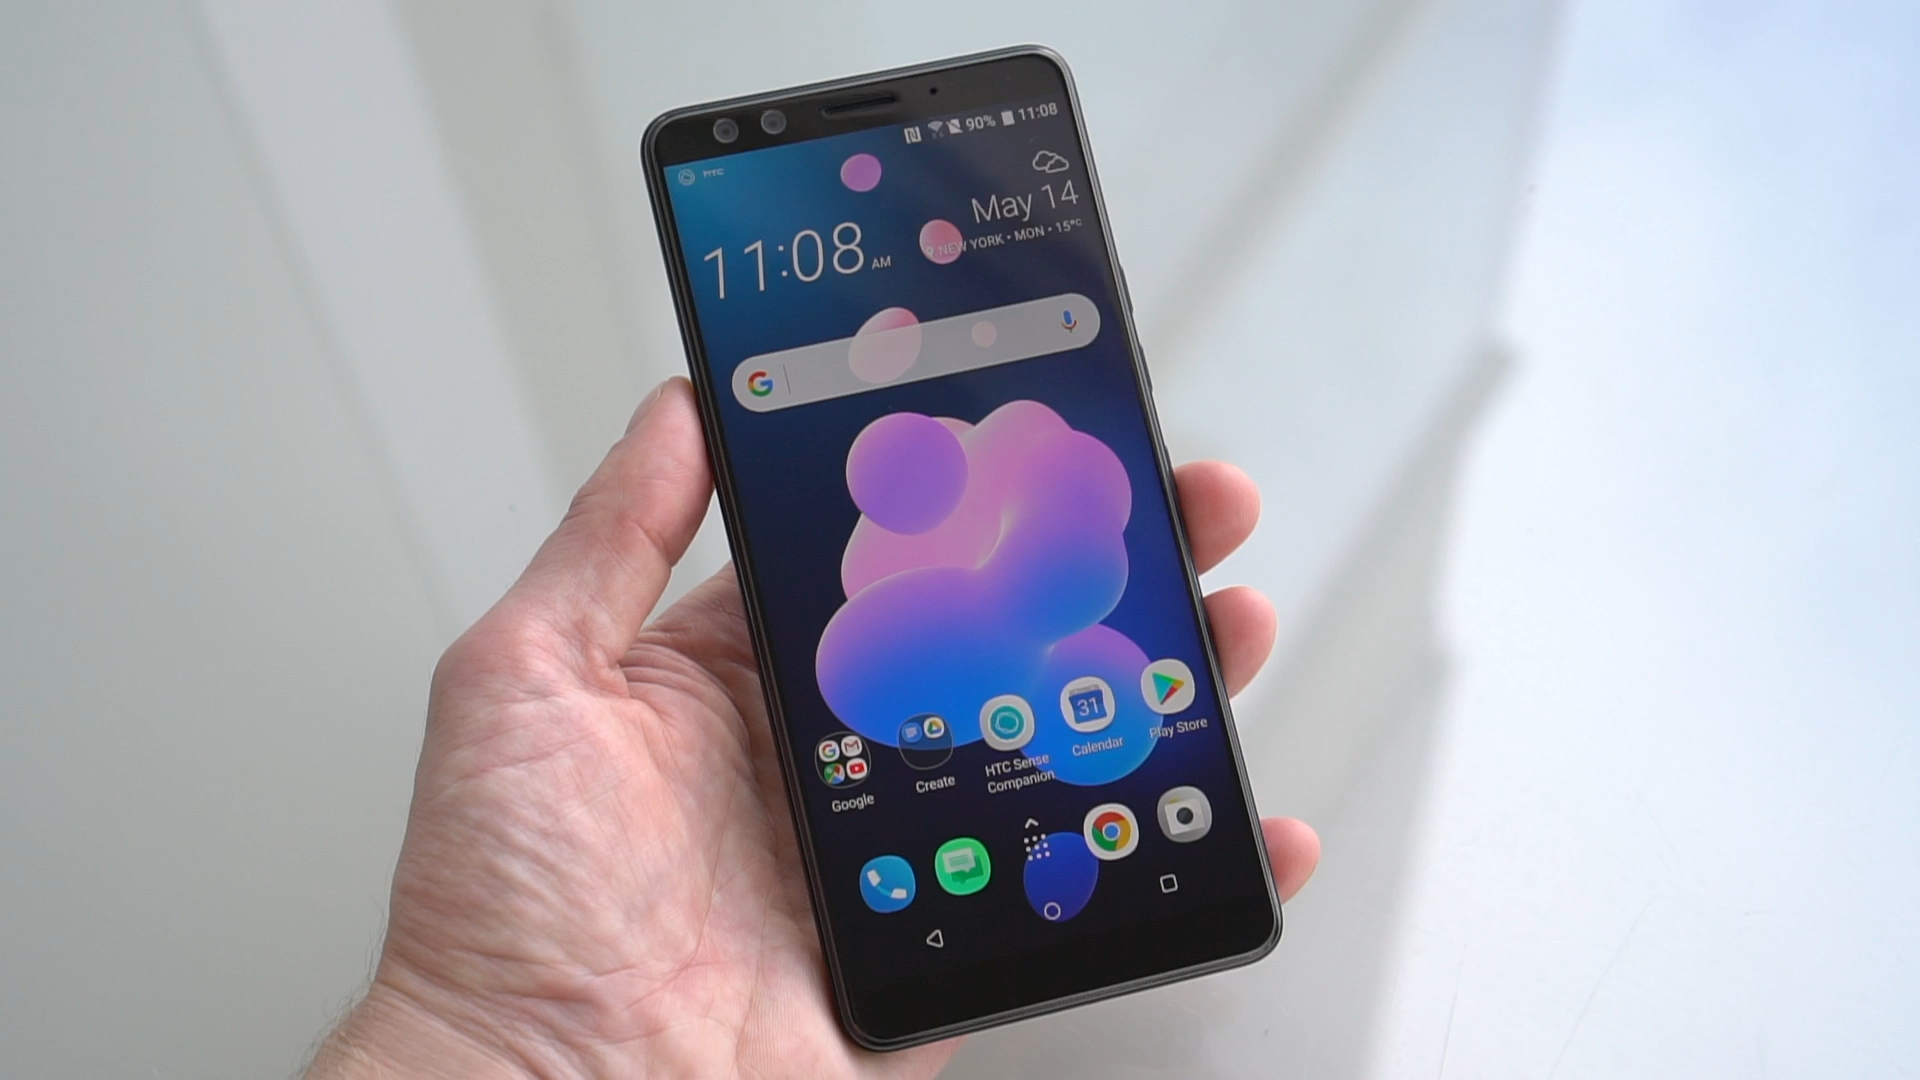 90% 11:08
HTC
May 14
11:08 AM
NEW YORK • MON • 15°C
G
31
Play Store
Calendar
HTC Sense
Companion
Create
Google